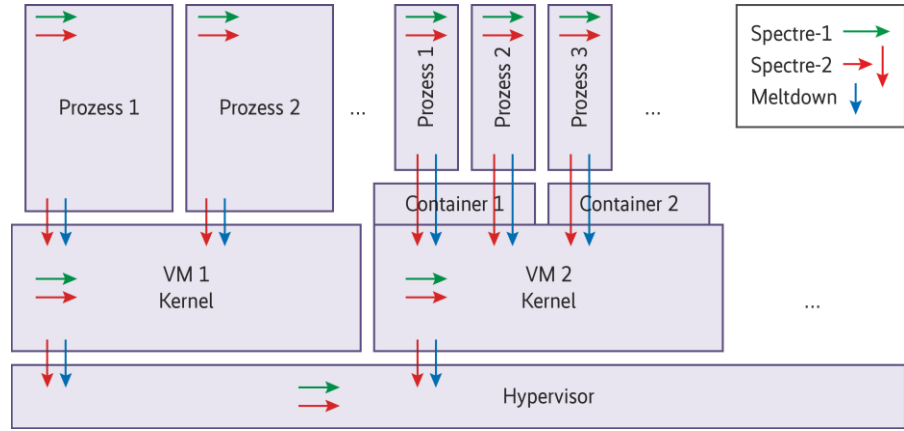 Prozess 1
Prozess 2
...
Prozess 1
Prozess 2
Prozess 3
...
Spectre-1
Spectre-2
Meltdown
Container 1
Container 2
VM 1
Kernel
VM 2
Kernel
...
Hypervisor